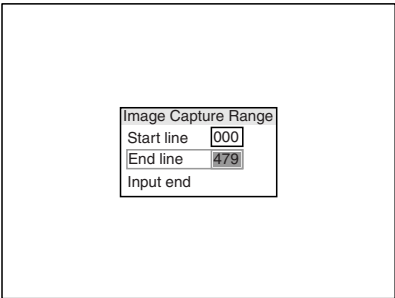 Image Capture Range
Start line 000
End line 479
Input end